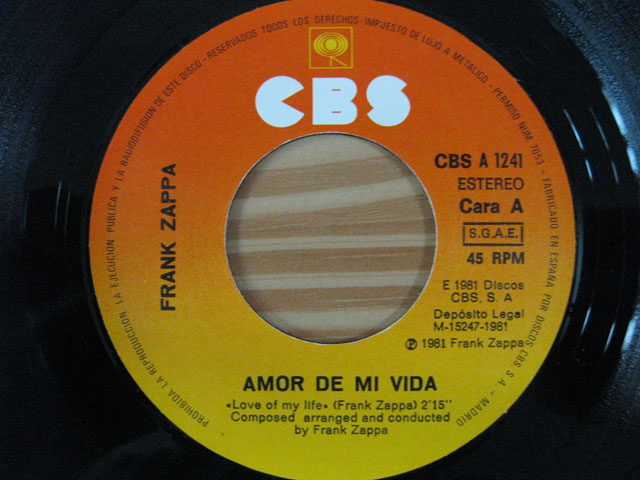 PROHIBIDA LA REPRODUCCION, LA EJECUCION PUBLICA Y LA RADIODIFUSION DE ESTE DISCO - RESERVADOS TODOS LOS DERECHOS - IMPUESTO DE LUJO A METALICO - PERMISO NUM 7053 - FABRICADO EN ESPAÑA POR DISCOS CBS S A - MADRID
CBS
FRANK ZAPPA
CBS A 1241
ESTEREO
Cara A
S.G.A.E.
45 RPM
E 1981 Discos
CBS, S. A
Depósito Legal
M-15247-1981
Ⓟ 1981 Frank Zappa
AMOR DE MI VIDA
«Love of my life» (Frank Zappa) 2'15''
Composed arranged and conducted
by Frank Zappa